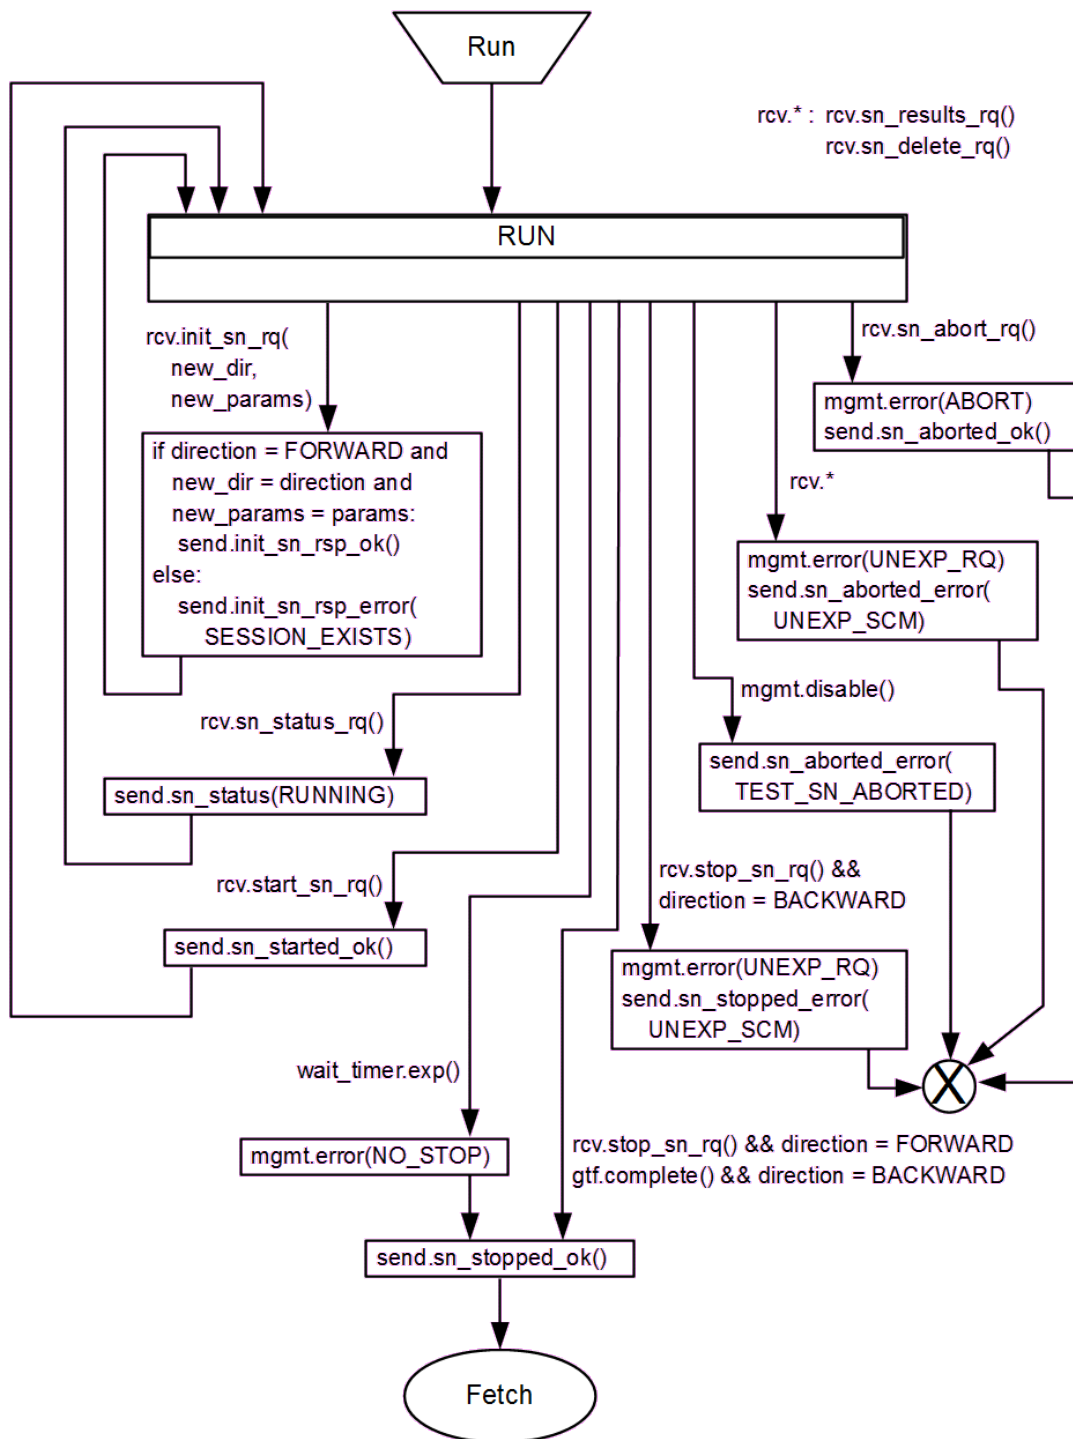 Run
rcv.* : rcv.sn_results_rq()
rcv.sn_delete_rq()
RUN
rcv.init_sn_rq(
new_dir,
new_params)
rcv.sn_abort_rq()
mgmt.error(ABORT)
send.sn_aborted_ok()
if direction = FORWARD and
new_dir = direction and
new_params = params:
send.init_sn_rsp_ok()
else:
send.init_sn_rsp_error(
SESSION_EXISTS)
rcv.*
mgmt.error(UNEXP_RQ)
send.sn_aborted_error(
UNEXP_SCM)
mgmt.disable()
rcv.sn_status_rq()
send.sn_aborted_error(
TEST_SN_ABORTED)
send.sn_status(RUNNING)
rcv.start_sn_rq()
rcv.stop_sn_rq() &&
direction = BACKWARD
send.sn_started_ok()
mgmt.error(UNEXP_RQ)
send.sn_stopped_error(
UNEXP_SCM)
wait_timer.exp()
X
mgmt.error(NO_STOP)
rcv.stop_sn_rq() && direction = FORWARD
gtf.complete() && direction = BACKWARD
send.sn_stopped_ok()
Fetch